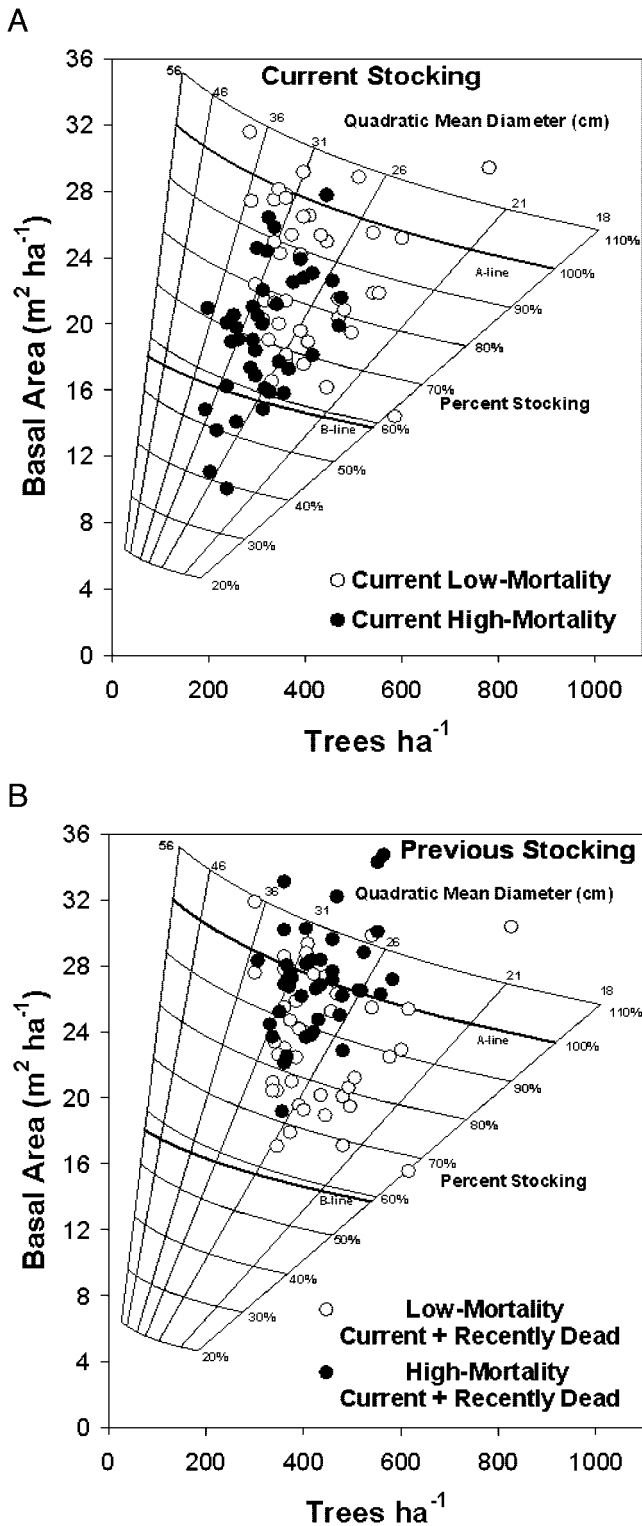 A
Current Stocking
Quadratic Mean Diameter (cm)
56
46
36
31
26
21
18
110%
100%
90%
80%
70%
60%
50%
40%
30%
20%
A-line
B-line
Percent Stocking
Basal Area (m² ha⁻¹)
36
32
28
24
20
16
12
8
4
0
Current Low-Mortality
Current High-Mortality
0 200 400 600 800 1000
Trees ha⁻¹
B
Previous Stocking
Quadratic Mean Diameter (cm)
56
46
36
31
26
21
18
110%
100%
90%
80%
70%
60%
50%
40%
30%
20%
A-line
B-line
Percent Stocking
Basal Area (m² ha⁻¹)
36
32
28
24
20
16
12
8
4
0
Low-Mortality
Current + Recently Dead
High-Mortality
Current + Recently Dead
0 200 400 600 800 1000
Trees ha⁻¹